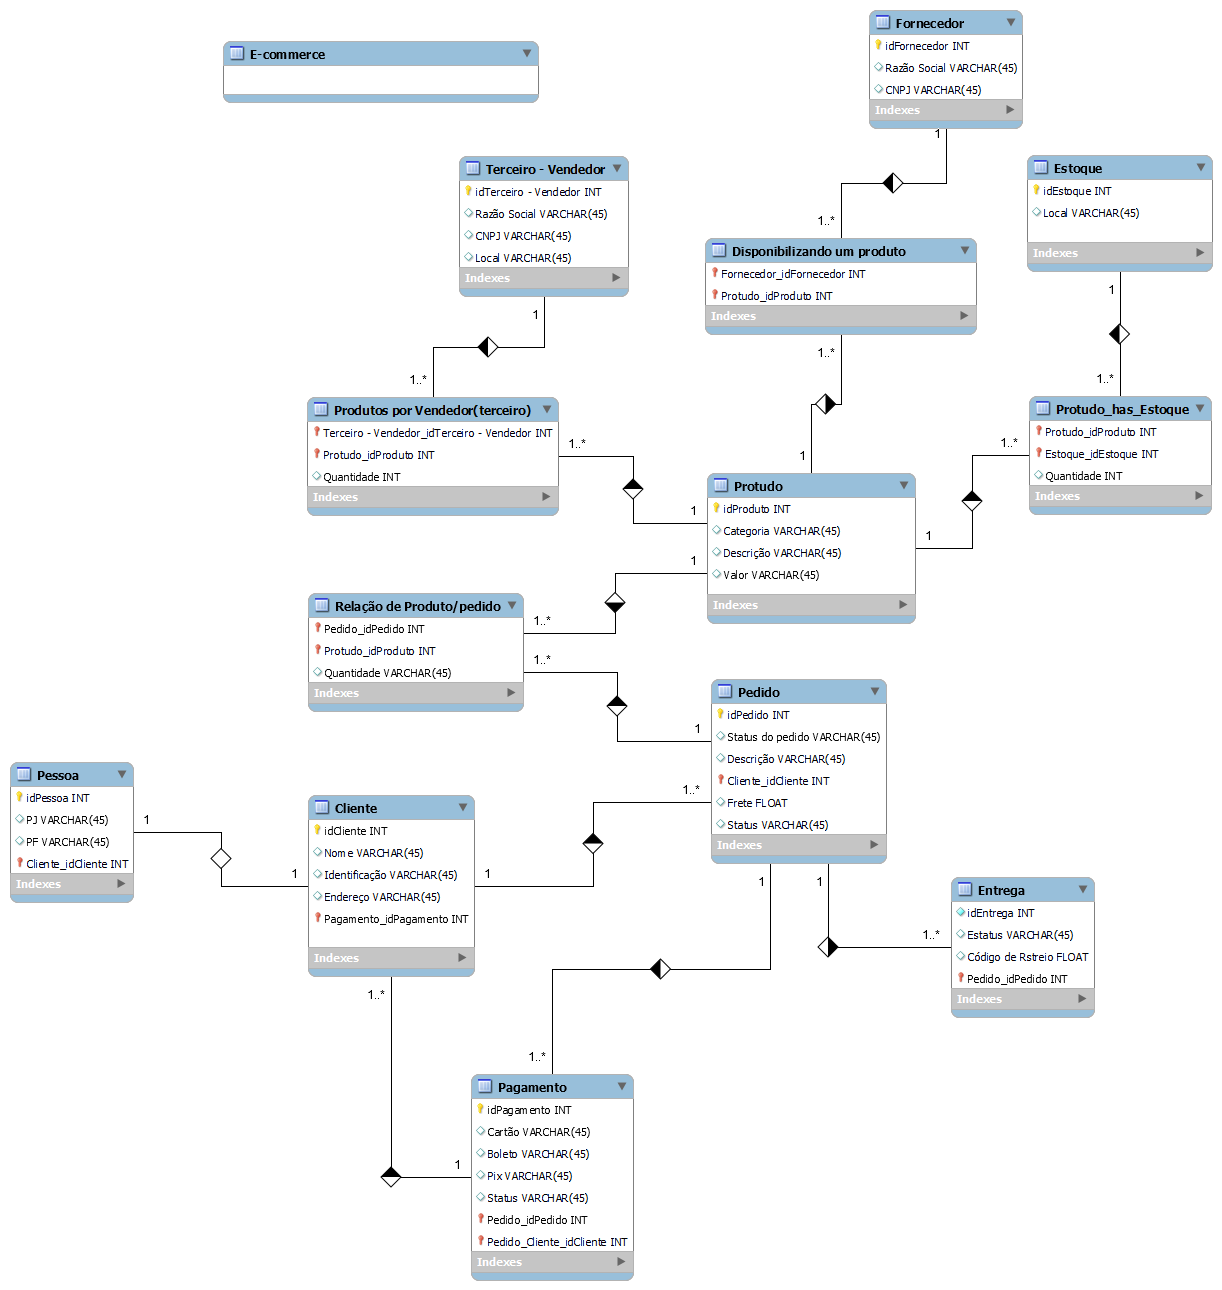 E-commerce
Fornecedor
idFornecedor INT
Razão Social VARCHAR(45)
CNPJ VARCHAR(45)
Indexes
1
1..*
Terceiro - Vendedor
idTerceiro - Vendedor INT
Razão Social VARCHAR(45)
CNPJ VARCHAR(45)
Local VARCHAR(45)
Indexes
1
1..*
Estoque
idEstoque INT
Local VARCHAR(45)
Indexes
1
1..*
Disponibilizando um produto
Fornecedor_idFornecedor INT
Protudo_idProduto INT
Indexes
1..*
1
Produtos por Vendedor(terceiro)
Terceiro - Vendedor_idTerceiro - Vendedor INT
Protudo_idProduto INT
Quantidade INT
Indexes
1..*
1
Protudo_has_Estoque
Protudo_idProduto INT
Estoque_idEstoque INT
Quantidade INT
Indexes
1..*
1
Protudo
idProduto INT
Categoria VARCHAR(45)
Descrição VARCHAR(45)
Valor VARCHAR(45)
Indexes
1
Relação de Produto/pedido
Pedido_idPedido INT
Protudo_idProduto INT
Quantidade VARCHAR(45)
Indexes
1..*
1..*
1
Pedido
idPedido INT
Status do pedido VARCHAR(45)
Descrição VARCHAR(45)
Cliente_idCliente INT
Frete FLOAT
Status VARCHAR(45)
Indexes
1..*
1
1
Pessoa
idPessoa INT
PJ VARCHAR(45)
PF VARCHAR(45)
Cliente_idCliente INT
Indexes
1
1
Cliente
idCliente INT
Nome VARCHAR(45)
Identificação VARCHAR(45)
Endereço VARCHAR(45)
Pagamento_idPagamento INT
Indexes
1
1..*
Entrega
idEntrega INT
Estatus VARCHAR(45)
Código de Rstreio FLOAT
Pedido_idPedido INT
Indexes
1..*
1..*
1
Pagamento
idPagamento INT
Cartão VARCHAR(45)
Boleto VARCHAR(45)
Pix VARCHAR(45)
Status VARCHAR(45)
Pedido_idPedido INT
Pedido_Cliente_idCliente INT
Indexes